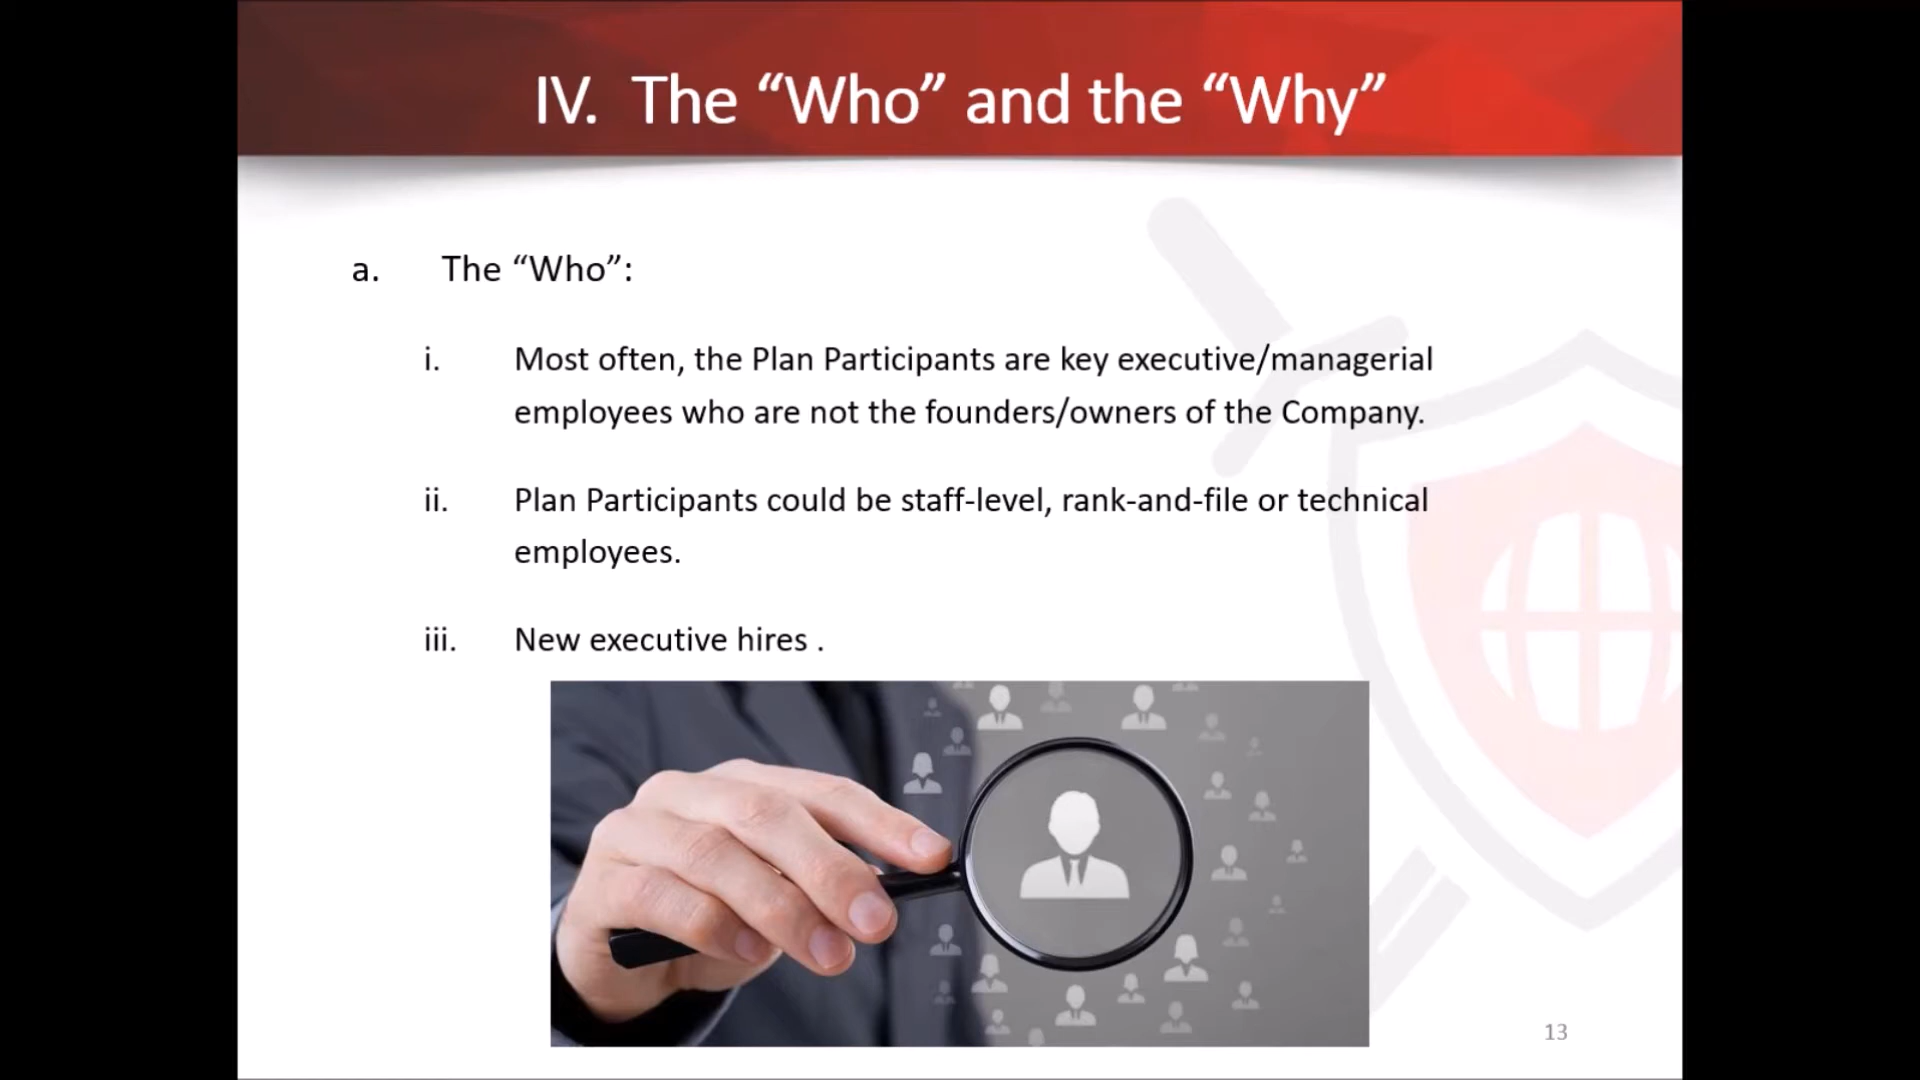 IV. The “Who” and the “Why”
a. The “Who”:
i. Most often, the Plan Participants are key executive/managerial
employees who are not the founders/owners of the Company.
ii. Plan Participants could be staff-level, rank-and-file or technical
employees.
iii. New executive hires .
13